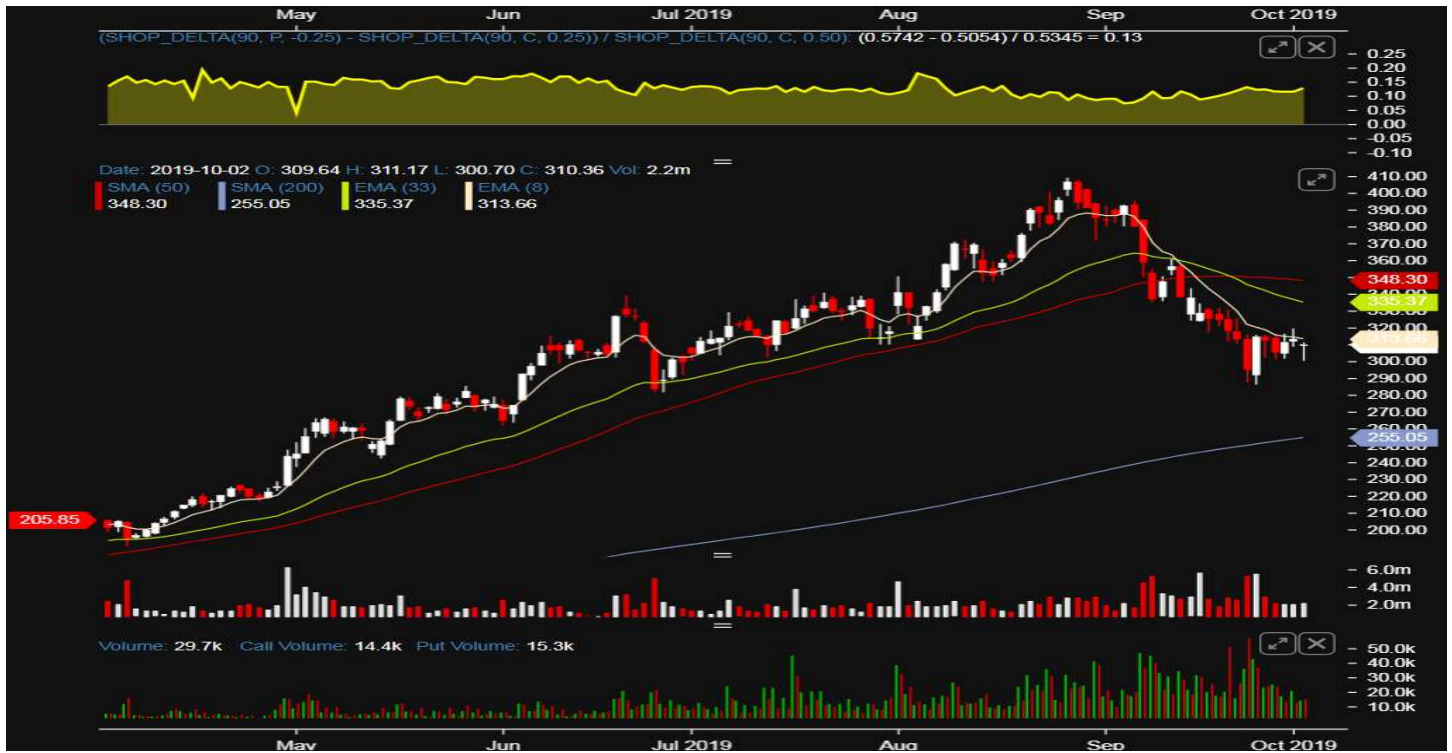 May Jun Jul 2019 Aug Sep Oct 2019
(SHOP_DELTA(90, P, -0.25) - SHOP_DELTA(90, C, 0.25)) / SHOP_DELTA(90, C, 0.50): (0.5742 - 0.5054) / 0.5345 = 0.13
0.25
0.20
0.15
0.10
0.05
0.00
-0.05
-0.10
Date: 2019-10-02 O: 309.64 H: 311.17 L: 300.70 C: 310.36 Vol: 2.2m
SMA (50) SMA (200) EMA (33) EMA (8)
348.30 255.05 335.37 313.66
410.00
400.00
390.00
380.00
370.00
360.00
348.30
335.37
320.00
313.66
300.00
290.00
280.00
270.00
255.05
240.00
230.00
220.00
210.00
205.85
200.00
6.0m
4.0m
2.0m
Volume: 29.7k Call Volume: 14.4k Put Volume: 15.3k
50.0k
40.0k
30.0k
20.0k
10.0k
May Jun Jul 2019 Aug Sep Oct 2019